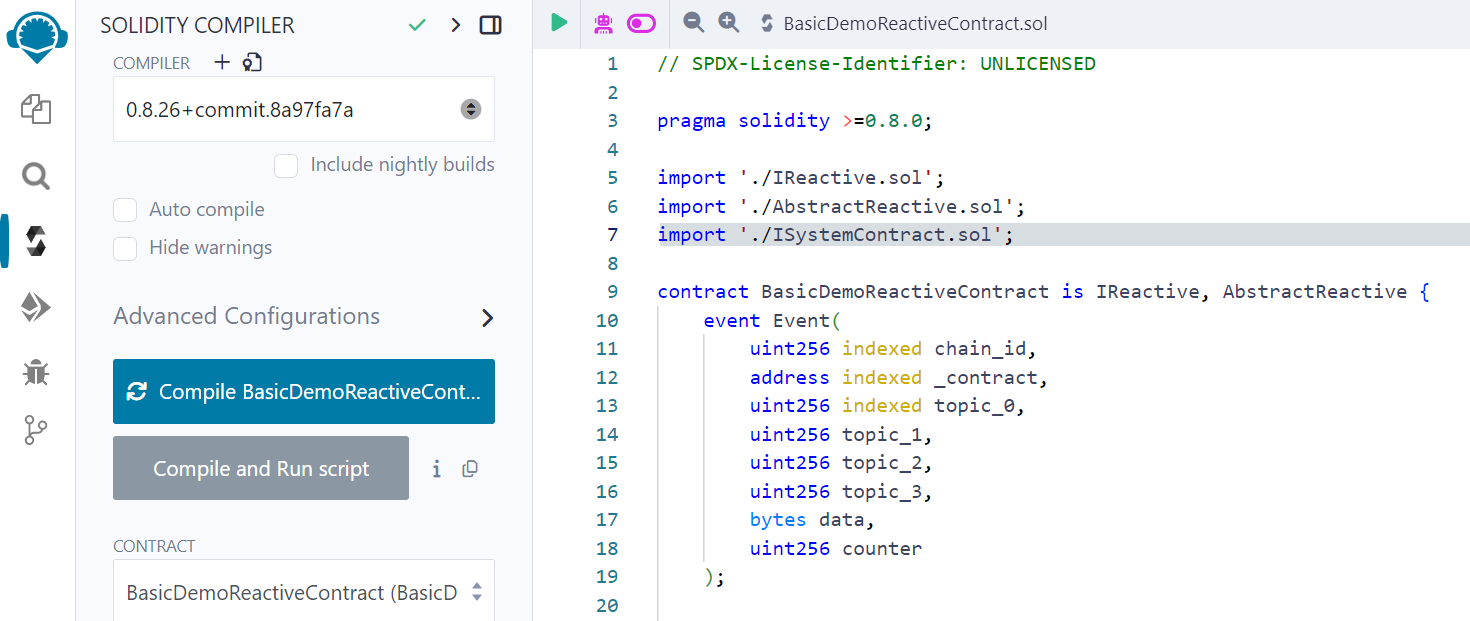 SOLIDITY COMPILER
COMPILER
0.8.26+commit.8a97fa7a
Include nightly builds
Auto compile
Hide warnings
Advanced Configurations
Compile BasicDemoReactiveCont...
Compile and Run script
i
CONTRACT
BasicDemoReactiveContract (BasicD
BasicDemoReactiveContract.sol
1 // SPDX-License-Identifier: UNLICENSED
2
3 pragma solidity >=0.8.0;
4
5 import './IReactive.sol';
6 import './AbstractReactive.sol';
7 import './ISystemContract.sol';
8
9 contract BasicDemoReactiveContract is IReactive, AbstractReactive {
10 event Event(
11 uint256 indexed chain_id,
12 address indexed _contract,
13 uint256 indexed topic_0,
14 uint256 topic_1,
15 uint256 topic_2,
16 uint256 topic_3,
17 bytes data,
18 uint256 counter
19 );
20